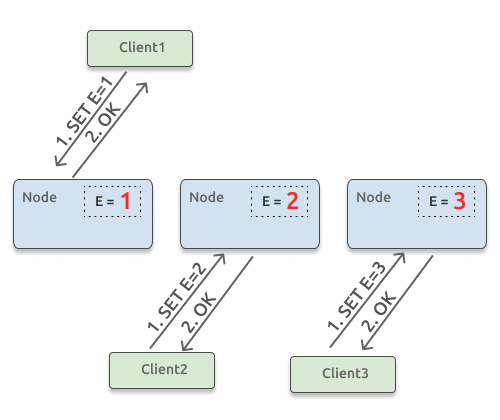 Client1
1. SET E=1
2. OK
Node
E = 1
Node
E = 2
Node
E = 3
1. SET E=2
2. OK
1. SET E=3
2. OK
Client2
Client3